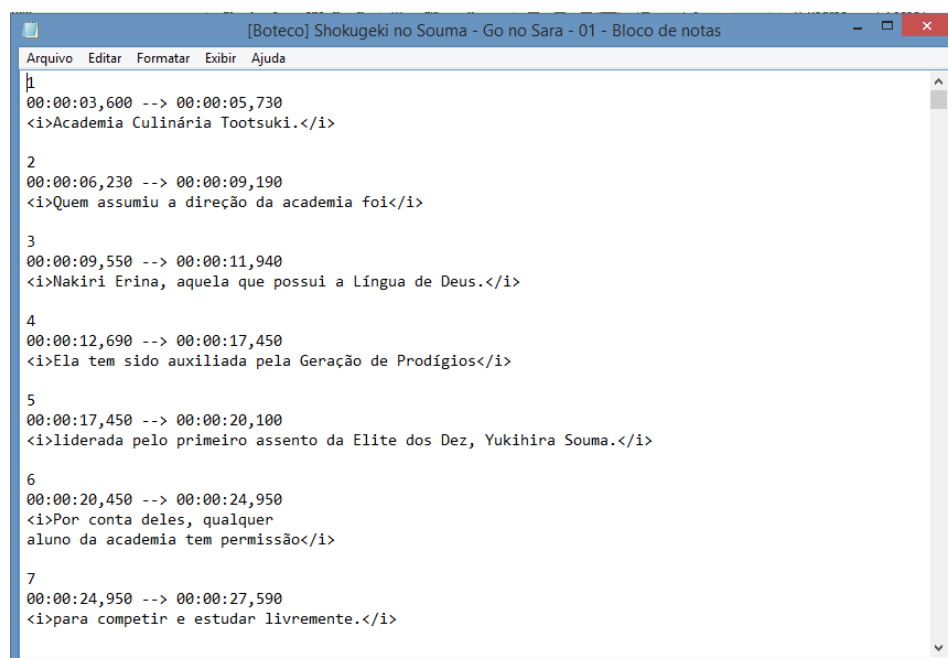 [Boteco] Shokugeki no Souma - Go no Sara - 01 - Bloco de notas
Arquivo Editar Formatar Exibir Ajuda
1
00:00:03,600 --> 00:00:05,730
<i>Academia Culinária Tootsuki.</i>
2
00:00:06,230 --> 00:00:09,190
<i>Quem assumiu a direção da academia foi</i>
3
00:00:09,550 --> 00:00:11,940
<i>Nakiri Erina, aquela que possui a Língua de Deus.</i>
4
00:00:12,690 --> 00:00:17,450
<i>Ela tem sido auxiliada pela Geração de Prodígios</i>
5
00:00:17,450 --> 00:00:20,100
<i>liderada pelo primeiro assento da Elite dos Dez, Yukihira Souma.</i>
6
00:00:20,450 --> 00:00:24,950
<i>Por conta deles, qualquer
aluno da academia tem permissão</i>
7
00:00:24,950 --> 00:00:27,590
<i>para competir e estudar livremente.</i>